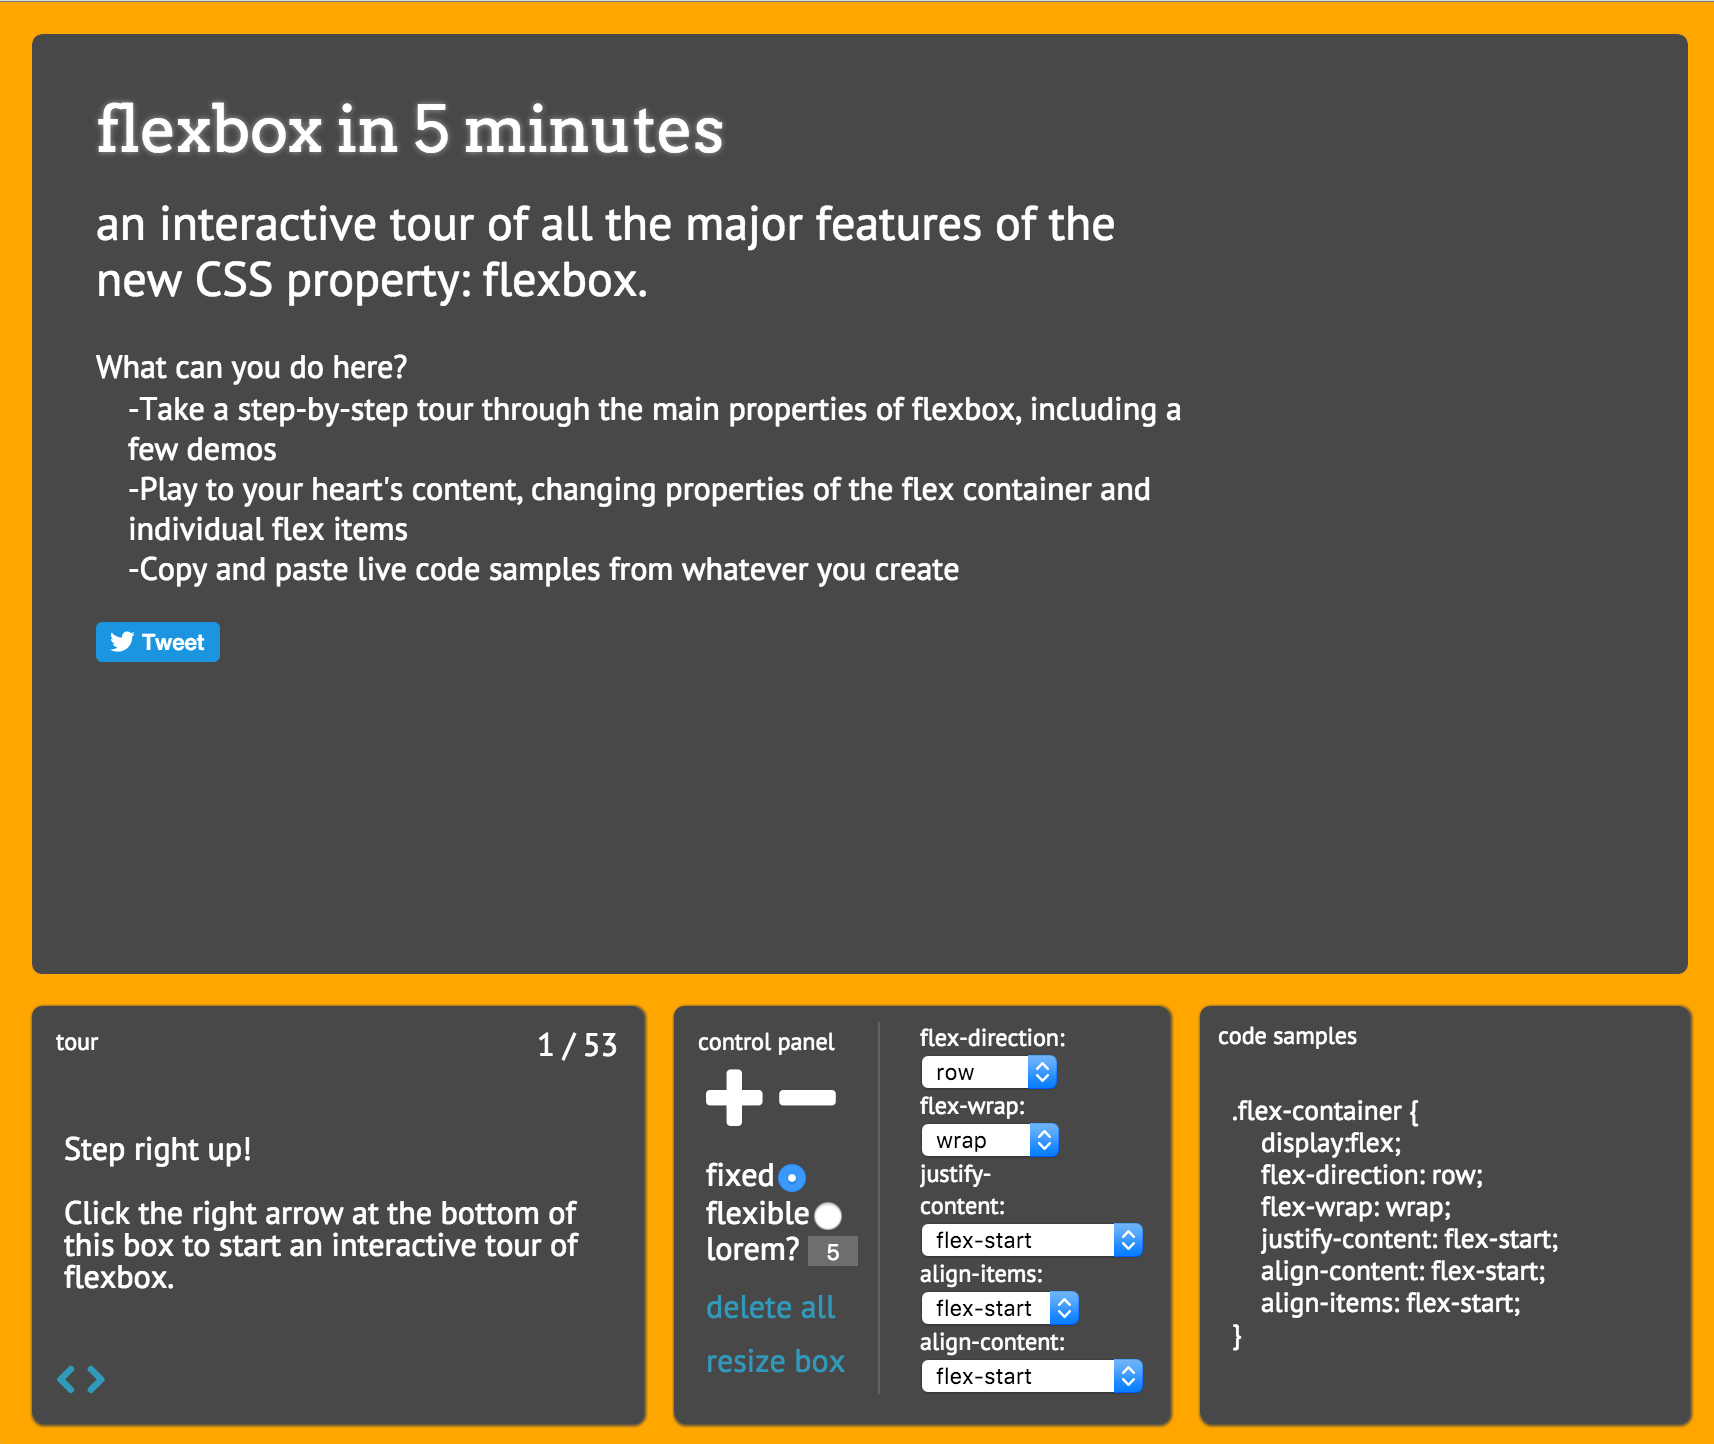 flexbox in 5 minutes
an interactive tour of all the major features of the
new CSS property: flexbox.
What can you do here?
-Take a step-by-step tour through the main properties of flexbox, including a
few demos
-Play to your heart's content, changing properties of the flex container and
individual flex items
-Copy and paste live code samples from whatever you create
Tweet
tour
1 / 53
Step right up!
Click the right arrow at the bottom of
this box to start an interactive tour of
flexbox.
control panel
fixed
flexible
lorem? 5
delete all
resize box
flex-direction:
row
flex-wrap:
wrap
justify-
content:
flex-start
align-items:
flex-start
align-content:
flex-start
code samples
.flex-container {
display:flex;
flex-direction: row;
flex-wrap: wrap;
justify-content: flex-start;
align-content: flex-start;
align-items: flex-start;
}